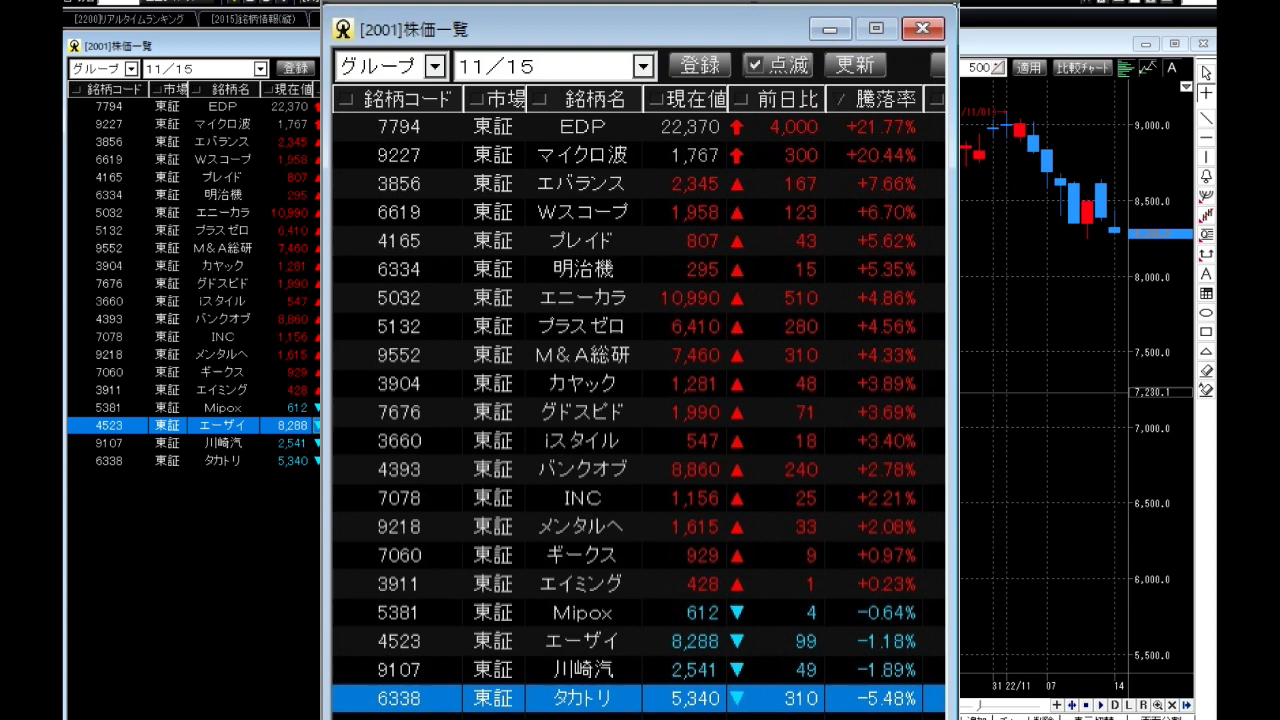 [2200]リアルタイムランキング [2015]銘柄情報(縦)
[2001]株価一覧
グループ 11／15 登録
銘柄コード 市場 銘柄名 現在値
7794 東証 EDP 22,370
9227 東証 マイクロ波 1,767
3856 東証 エバランス 2,345
6619 東証 Wスコープ 1,958
4165 東証 プレイド 807
6334 東証 明治機 295
5032 東証 エニーカラ 10,990
5132 東証 プラスゼロ 6,410
9552 東証 M＆A総研 7,460
3904 東証 カヤック 1,281
7676 東証 グドスピド 1,990
3660 東証 iスタイル 547
4393 東証 バンクオブ 8,860
7078 東証 INC 1,156
9218 東証 メンタルヘ 1,615
7060 東証 ギークス 929
3911 東証 エイミング 428
5381 東証 Mipox 612 ▼
4523 東証 エーザイ 8,288 ▼
9107 東証 川崎汽 2,541 ▼
6338 東証 タカトリ 5,340 ▼
[2001]株価一覧
グループ 11／15 登録 点滅 更新
銘柄コード 市場 銘柄名 現在値 前日比 騰落率
7794 東証 EDP 22,370 ↑ 4,000 +21.77%
9227 東証 マイクロ波 1,767 ↑ 300 +20.44%
3856 東証 エバランス 2,345 ▲ 167 +7.66%
6619 東証 Wスコープ 1,958 ▲ 123 +6.70%
4165 東証 プレイド 807 ▲ 43 +5.62%
6334 東証 明治機 295 ▲ 15 +5.35%
5032 東証 エニーカラ 10,990 ▲ 510 +4.86%
5132 東証 プラスゼロ 6,410 ▲ 280 +4.56%
9552 東証 M＆A総研 7,460 ▲ 310 +4.33%
3904 東証 カヤック 1,281 ▲ 48 +3.89%
7676 東証 グドスピド 1,990 ▲ 71 +3.69%
3660 東証 iスタイル 547 ▲ 18 +3.40%
4393 東証 バンクオブ 8,860 ▲ 240 +2.78%
7078 東証 INC 1,156 ▲ 25 +2.21%
9218 東証 メンタルヘ 1,615 ▲ 33 +2.08%
7060 東証 ギークス 929 ▲ 9 +0.97%
3911 東証 エイミング 428 ▲ 1 +0.23%
5381 東証 Mipox 612 ▼ 4 −0.64%
4523 東証 エーザイ 8,288 ▼ 99 −1.18%
9107 東証 川崎汽 2,541 ▼ 49 −1.89%
6338 東証 タカトリ 5,340 ▼ 310 −5.48%
500 適用 比較チャート A
/11/01)
9,000.0
8,500.0
8,000.0
7,500.0
7,230.1
7,000.0
6,500.0
6,000.0
5,500.0
A
31 22/11 07 14
D L R